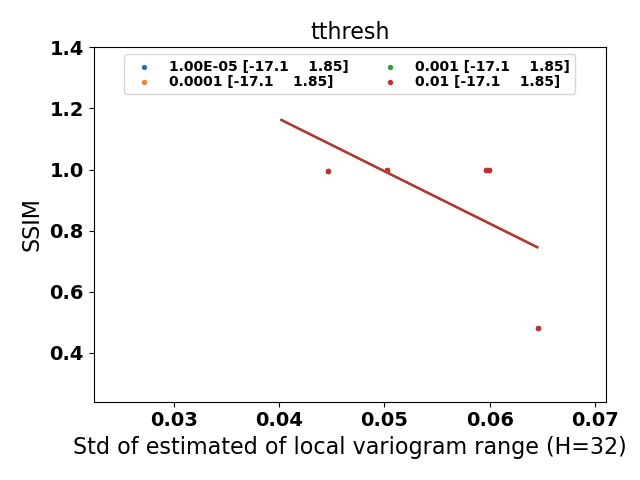 tthresh
1.00E-05 [-17.1 1.85]
0.0001 [-17.1 1.85]
0.001 [-17.1 1.85]
0.01 [-17.1 1.85]
1.4
1.2
1.0
0.8
0.6
0.4
SSIM
0.03 0.04 0.05 0.06 0.07
Std of estimated of local variogram range (H=32)